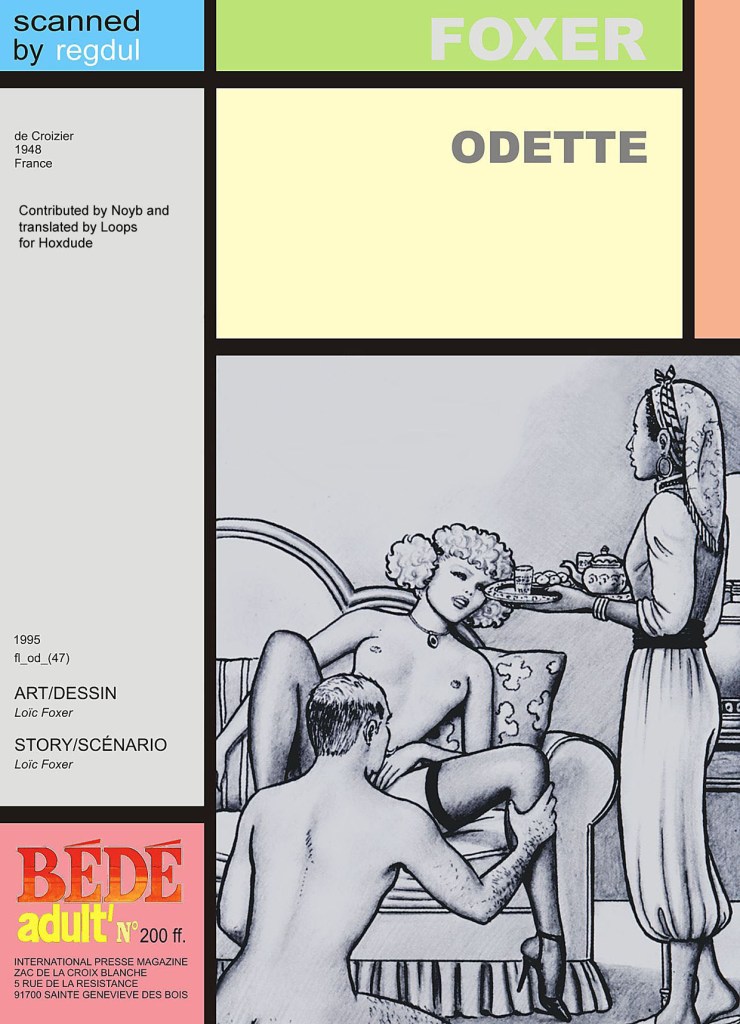 scanned
by regdul
FOXER
de Croizier
1948
France
ODETTE
Contributed by Noyb and
translated by Loops
for Hoxdude
1995
fl_od_(47)
ART/DESSIN
Loïc Foxer
STORY/SCÉNARIO
Loïc Foxer
BÉDÉ
adult' N° 200 ff.
INTERNATIONAL PRESSE MAGAZINE
ZAC DE LA CROIX BLANCHE
5 RUE DE LA RESISTANCE
91700 SAINTE GENEVIEVE DES BOIS